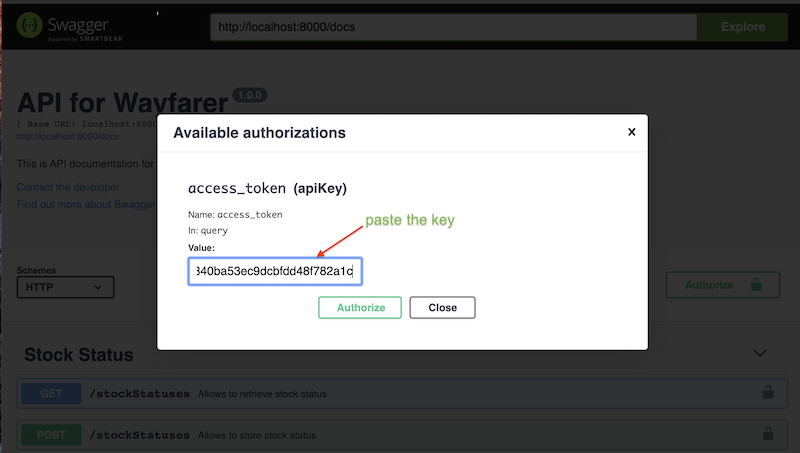 Swagger
Supported by SMARTBEAR
http://localhost:8000/docs
Explore
API for Wayfarer 1.0.0
[ Base URL: localhost:8000
http://localhost:8000/docs
This is API documentation for
Contact the developer
Find out more about Swagger
Available authorizations
x
access_token (apiKey)
Name: access_token
In: query
Value:
paste the key
340ba53ec9dcbfdd48f782a1c
Authorize
Close
Schemes
HTTP
Authorize
Stock Status
GET /stockStatuses Allows to retrieve stock status
POST /stockStatuses Allows to store stock status